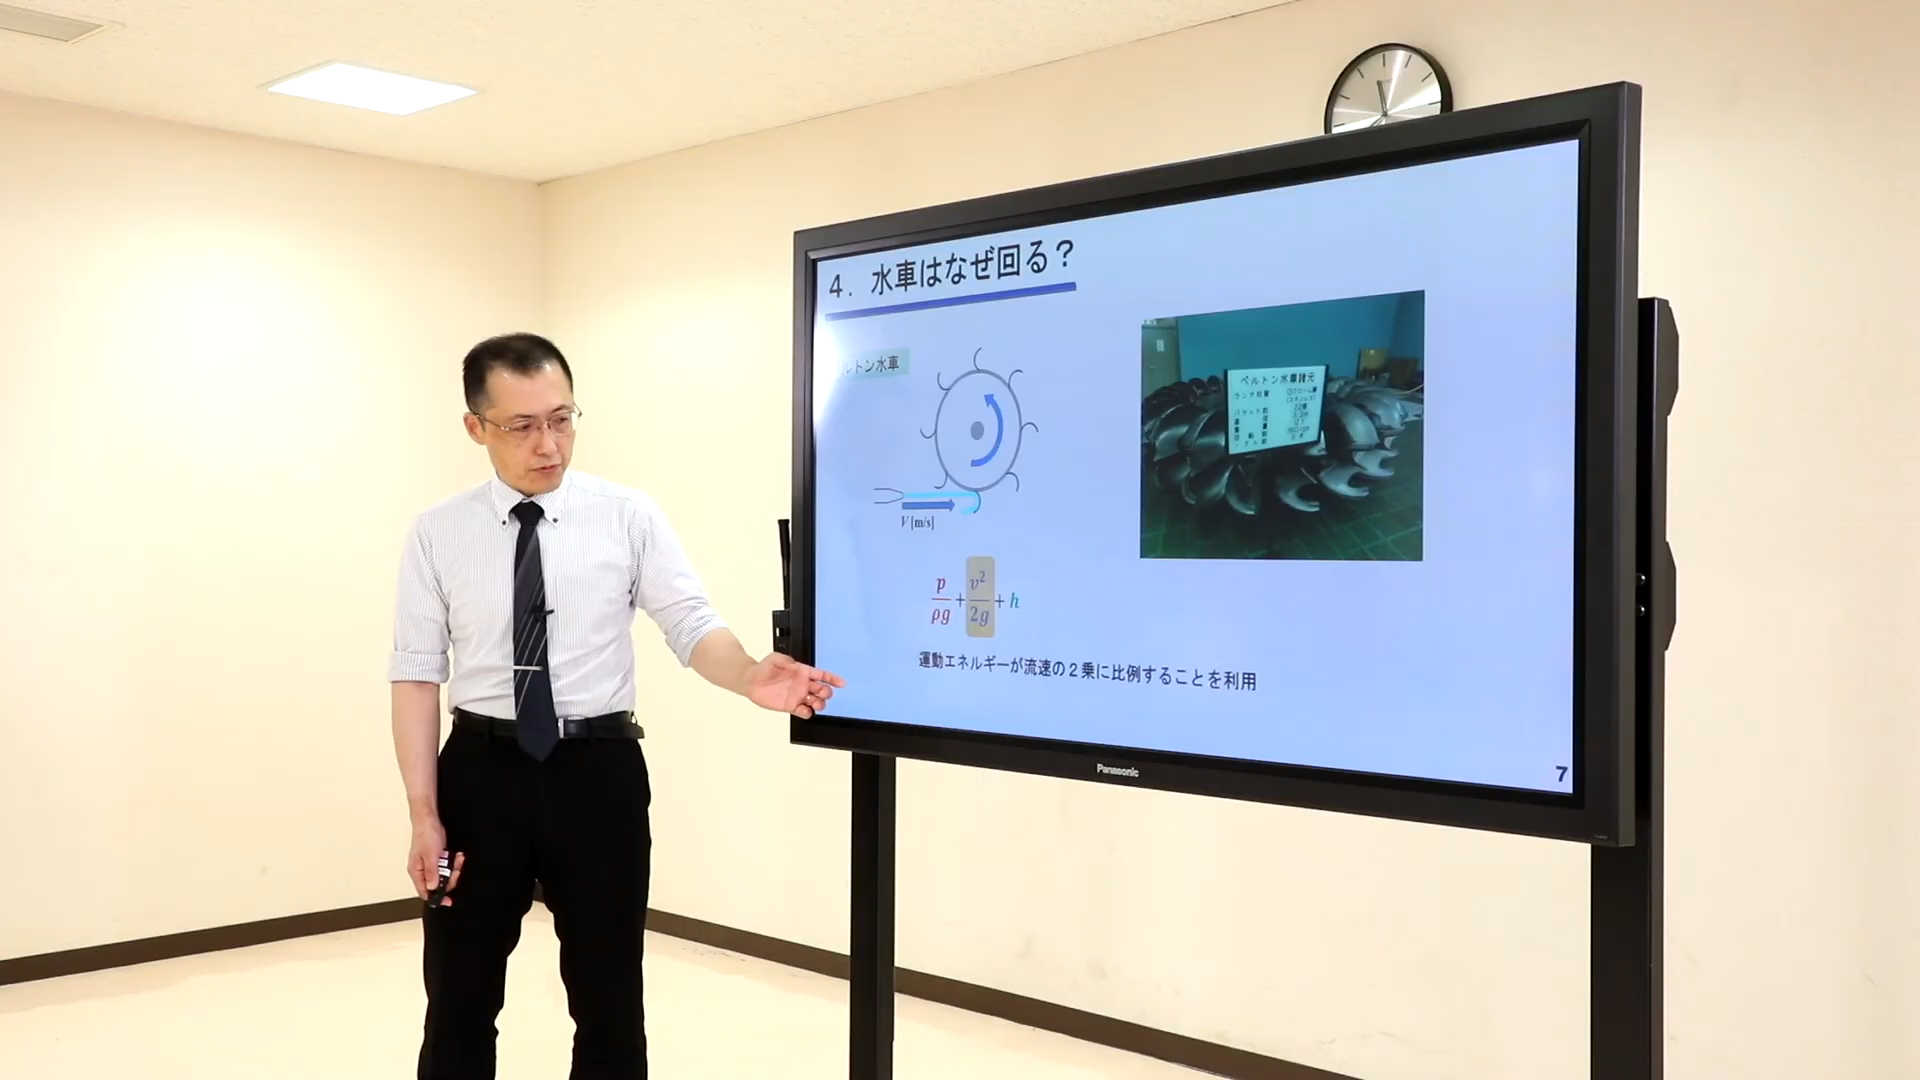 4. 水車はなぜ回る?
ルトン水車
V [m/s]
p/ρg + v²/2g + h
運動エネルギーが流速の2乗に比例することを利用
ペルトン水車諸元
7
Panasonic